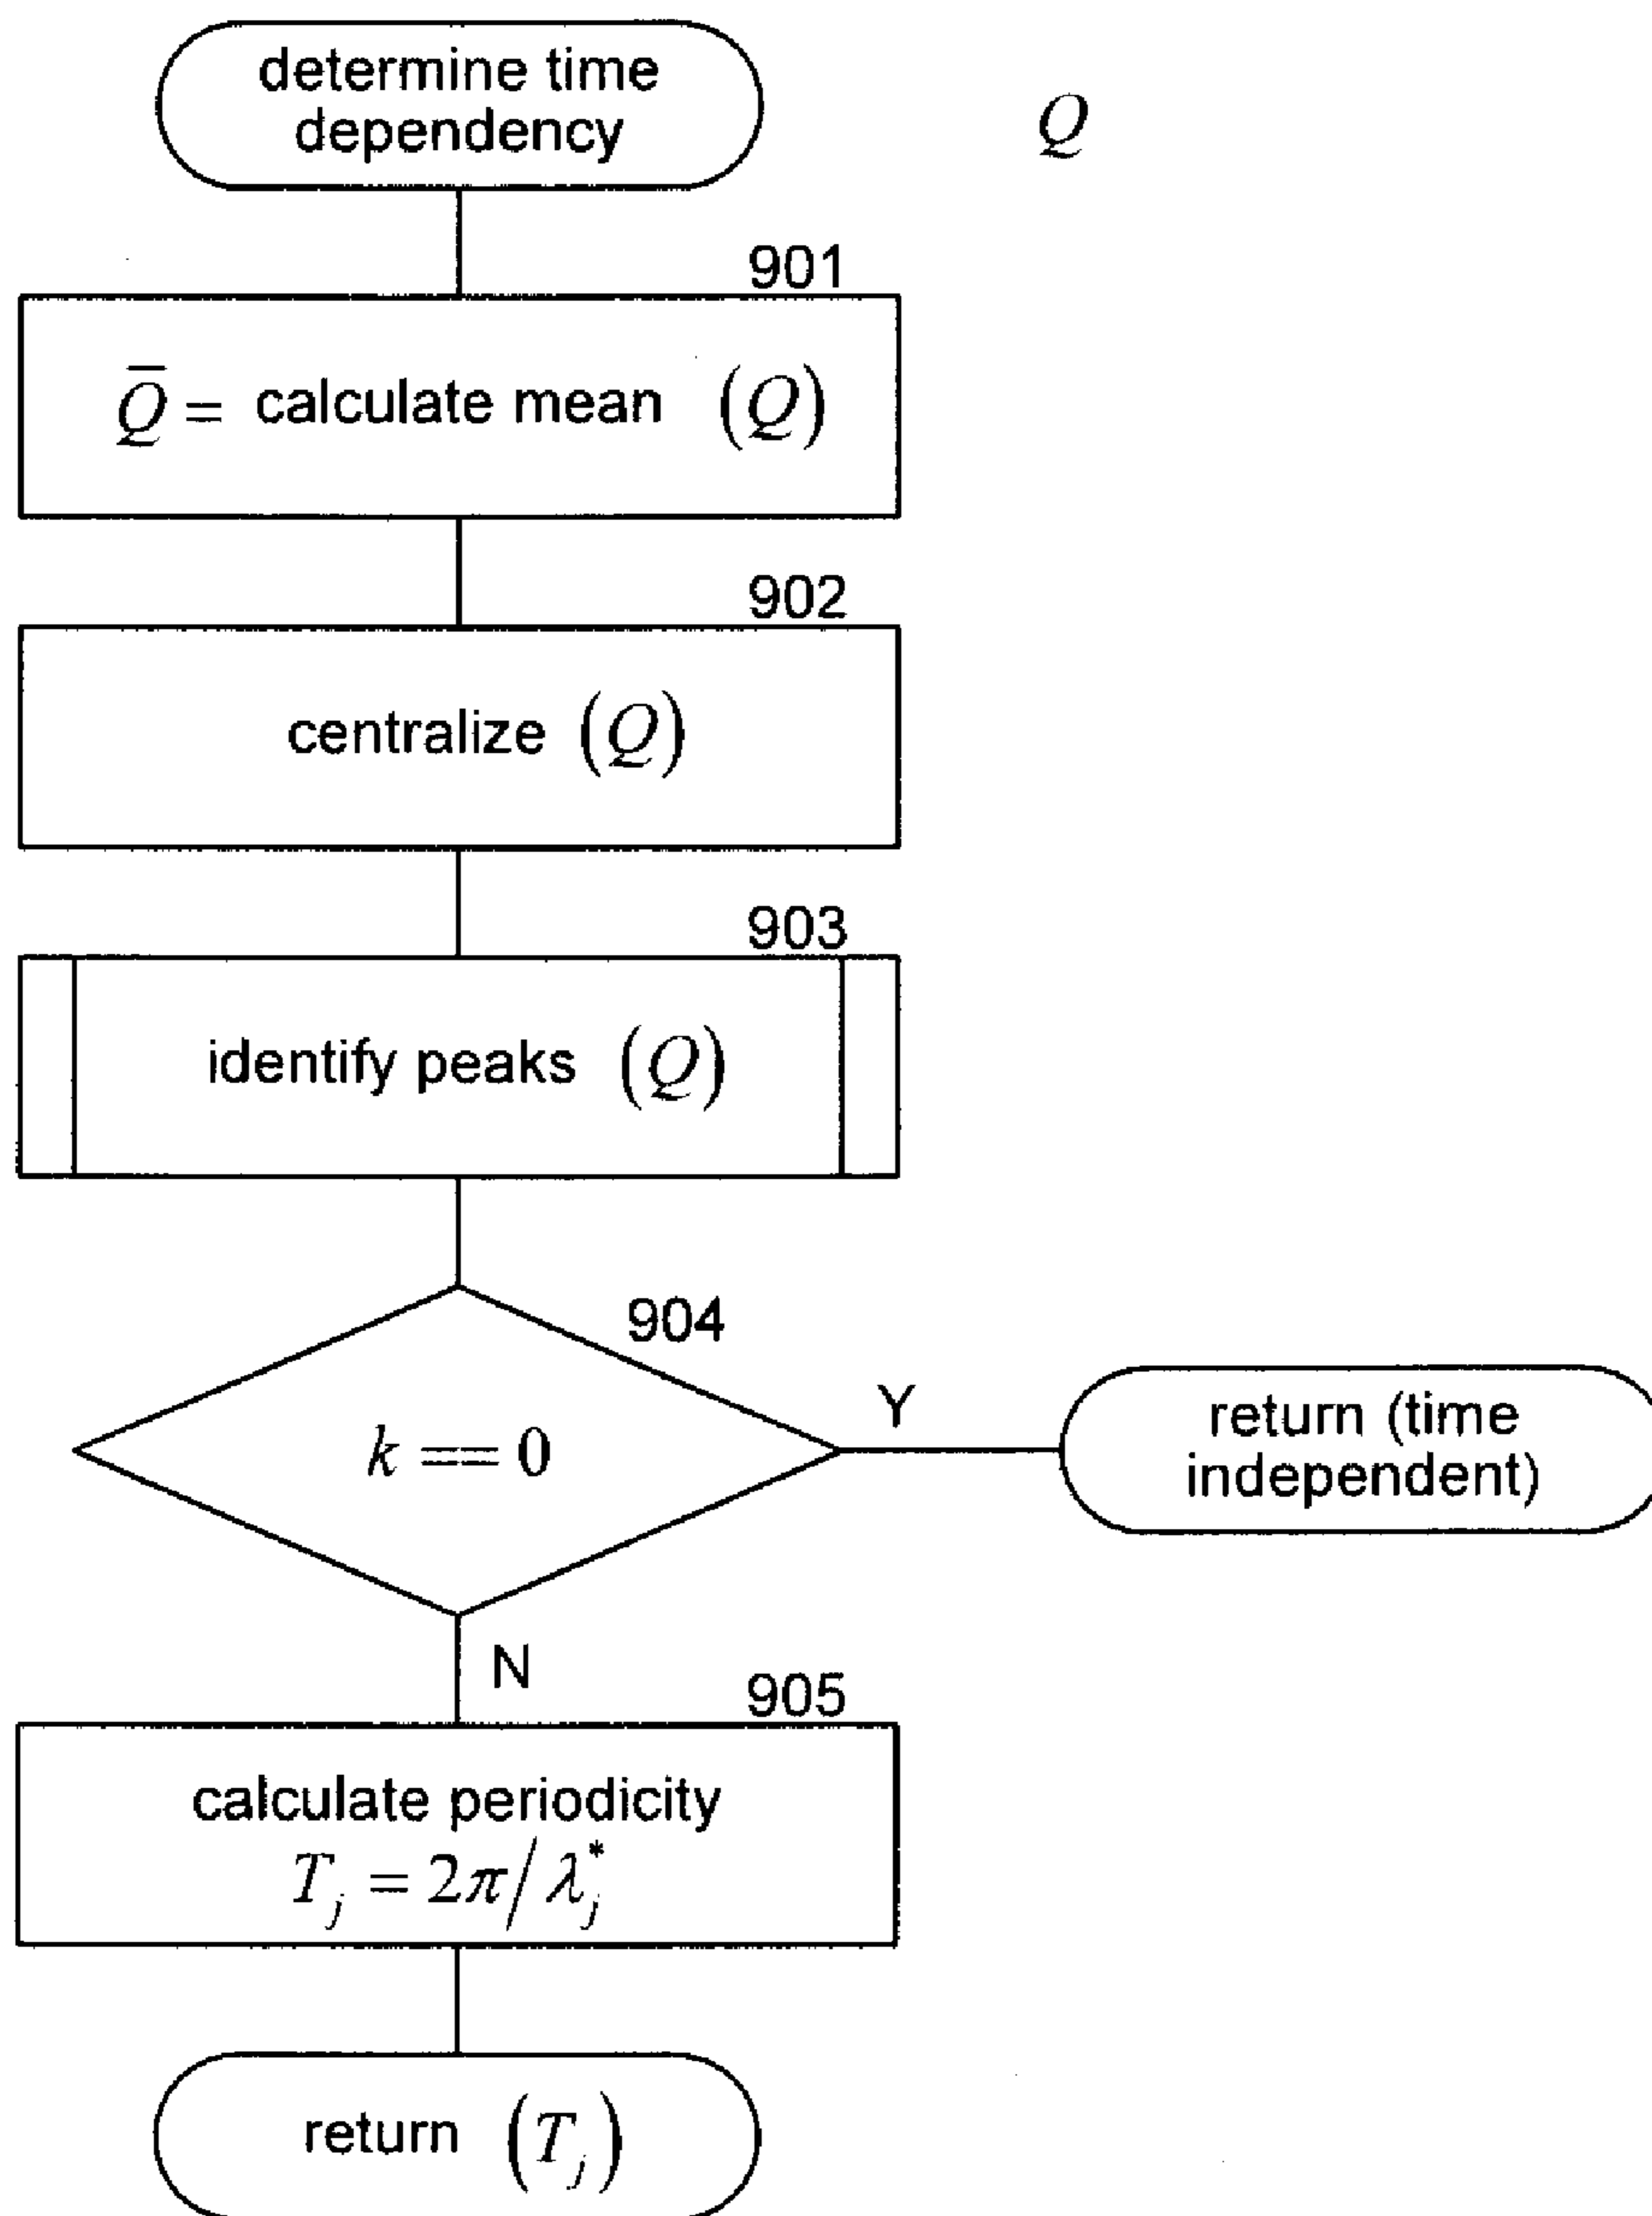 determine time
dependency
Q
901
Q̄ = calculate mean (Q)
902
centralize (Q)
903
identify peaks (Q)
904
k == 0
Y
return (time
independent)
N
905
calculate periodicity
T_j = 2π/λ_j^*
return (T_j)